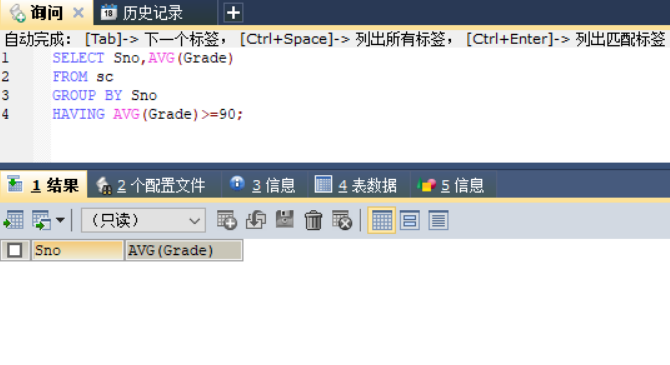 询问 历史记录
自动完成： [Tab]-> 下一个标签， [Ctrl+Space]-> 列出所有标签， [Ctrl+Enter]-> 列出匹配标签
1 SELECT Sno,AVG(Grade)
2 FROM sc
3 GROUP BY Sno
4 HAVING AVG(Grade)>=90;
1 结果 2 个配置文件 3 信息 4 表数据 5 信息
（只读）
Sno AVG(Grade)